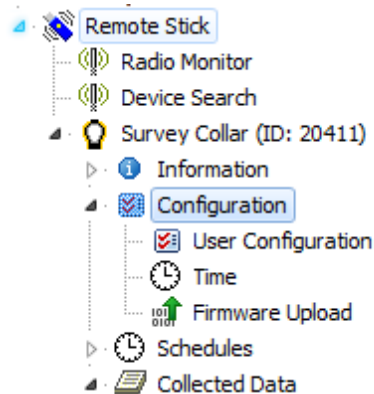 Remote Stick
Radio Monitor
Device Search
Survey Collar (ID: 20411)
Information
Configuration
User Configuration
Time
Firmware Upload
Schedules
Collected Data